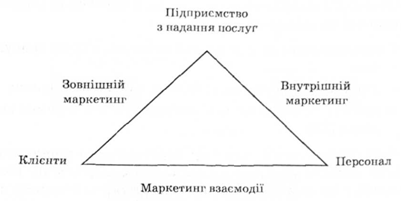 Підприємство
з надання послуг
Зовнішній
маркетинг
Внутрішній
маркетинг
Клієнти
Персонал
Маркетинг взаємодії